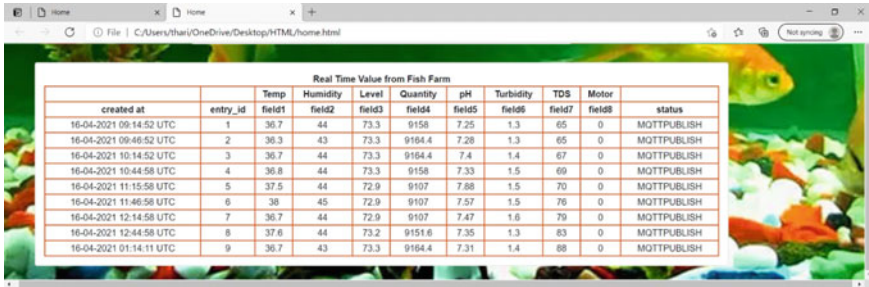 Home
Home
File | C:/Users/thari/OneDrive/Desktop/HTML/home.html
Not syncing
Real Time Value from Fish Farm
Temp Humidity Level Quantity pH Turbidity TDS Motor
created at entry_id field1 field2 field3 field4 field5 field6 field7 field8 status
16-04-2021 09:14:52 UTC 1 36.7 44 73.3 9158 7.25 1.3 65 0 MQTTPUBLISH
16-04-2021 09:46:52 UTC 2 36.3 43 73.3 9164.4 7.28 1.3 65 0 MQTTPUBLISH
16-04-2021 10:14:52 UTC 3 36.7 44 73.3 9164.4 7.4 1.4 67 0 MQTTPUBLISH
16-04-2021 10:44:58 UTC 4 36.8 44 73.3 9158 7.33 1.5 69 0 MQTTPUBLISH
16-04-2021 11:15:58 UTC 5 37.5 44 72.9 9107 7.88 1.5 70 0 MQTTPUBLISH
16-04-2021 11:46:58 UTC 6 38 45 72.9 9107 7.57 1.5 76 0 MQTTPUBLISH
16-04-2021 12:14:58 UTC 7 36.7 44 72.9 9107 7.47 1.6 79 0 MQTTPUBLISH
16-04-2021 12:44:58 UTC 8 37.6 44 73.2 9151.6 7.35 1.3 83 0 MQTTPUBLISH
16-04-2021 01:14:11 UTC 9 36.7 43 73.3 9164.4 7.31 1.4 88 0 MQTTPUBLISH